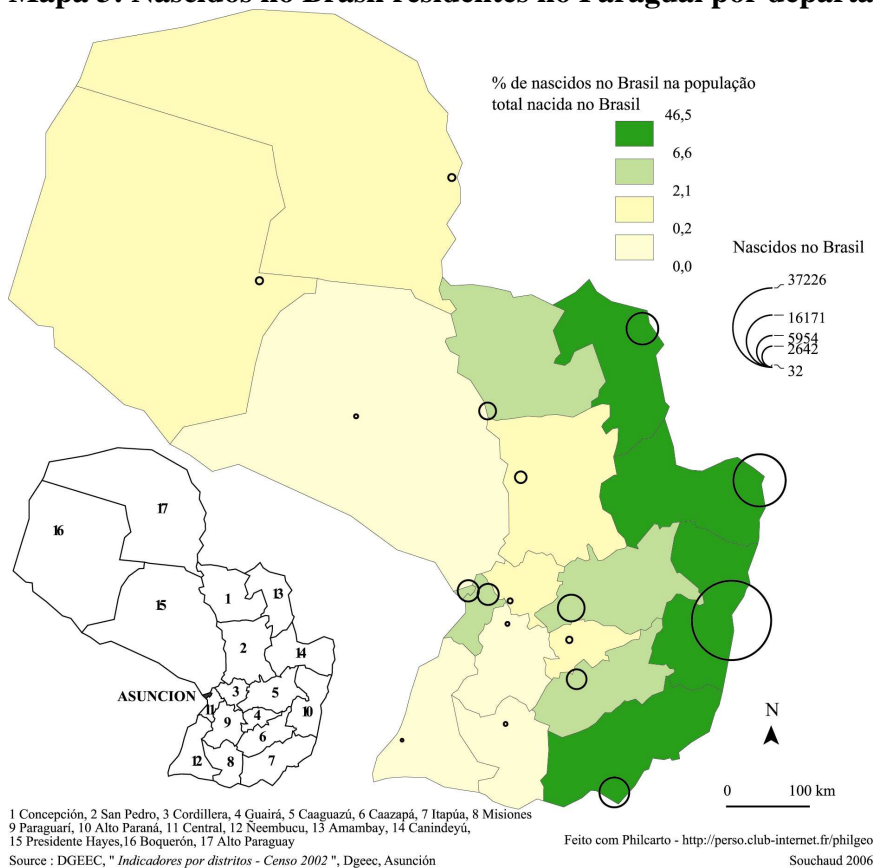 Mapa 3: Nascidos no Brasil residentes no Paraguai por departa
% de nascidos no Brasil na população
total nacida no Brasil
46,5
6,6
2,1
0,2
0,0
Nascidos no Brasil
37226
16171
5954
2642
32
17
16
15
1
13
2
14
ASUNCION
3
5
11
4
10
9
6
12
8
7
N
0 100 km
1 Concepción, 2 San Pedro, 3 Cordillera, 4 Guairá, 5 Caaguazú, 6 Caazapá, 7 Itapúa, 8 Misiones
9 Paraguarí, 10 Alto Paraná, 11 Central, 12 Ñeembucu, 13 Amambay, 14 Canindeyú,
15 Presidente Hayes,16 Boquerón, 17 Alto Paraguay
Feito com Philcarto - http://perso.club-internet.fr/philgeo
Source : DGEEC, " Indicadores por distritos - Censo 2002 ", Dgeec, Asunción
Souchaud 2006